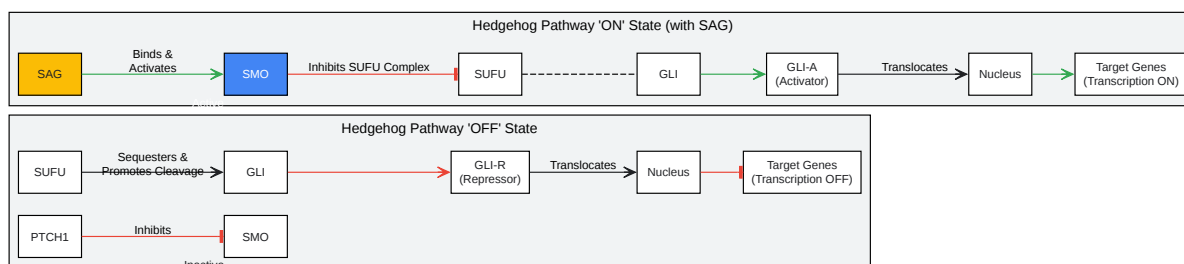 Hedgehog Pathway 'ON' State (with SAG)
SAG
Binds &
Activates
SMO
Inhibits SUFU Complex
SUFU
GLI
GLI-A
(Activator)
Translocates
Nucleus
Target Genes
(Transcription ON)
Hedgehog Pathway 'OFF' State
SUFU
Sequesters &
Promotes Cleavage
GLI
GLI-R
(Repressor)
Translocates
Nucleus
Target Genes
(Transcription OFF)
PTCH1
Inhibits
SMO
Inactive